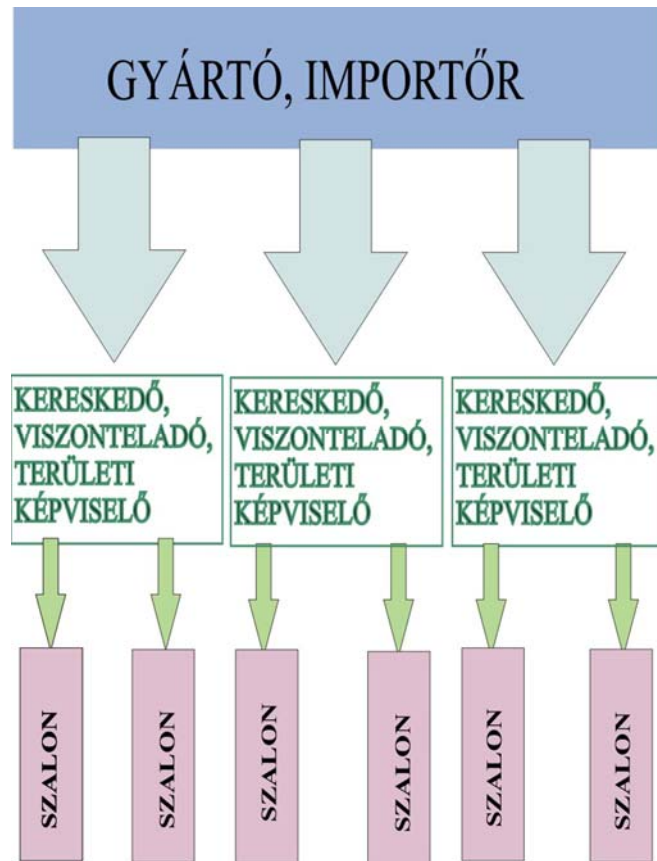 GYÁRTÓ, IMPORTŐR
KERESKEDŐ,
VISZONTELADÓ,
TERÜLETI
KÉPVISELŐ
KERESKEDŐ,
VISZONTELADÓ,
TERÜLETI
KÉPVISELŐ
KERESKEDŐ,
VISZONTELADÓ,
TERÜLETI
KÉPVISELŐ
SZALON
SZALON
SZALON
SZALON
SZALON
SZALON